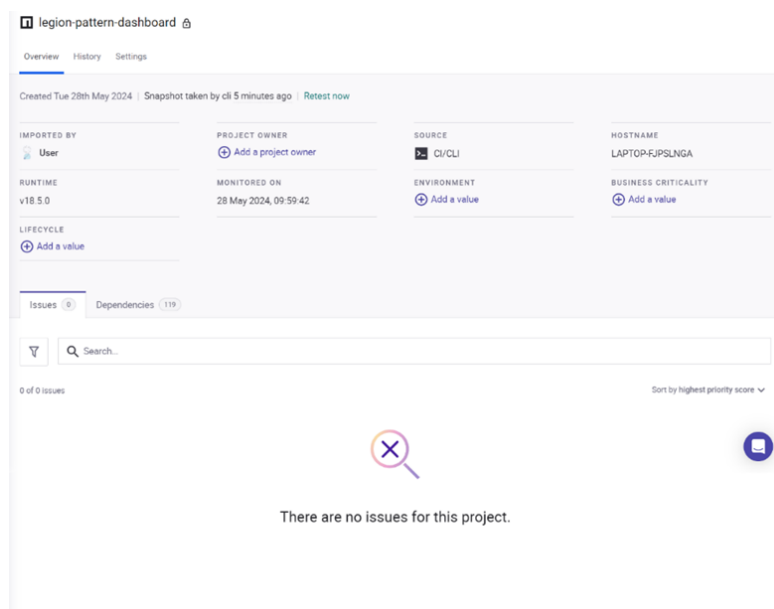 legion-pattern-dashboard
Overview History Settings
Created Tue 28th May 2024 | Snapshot taken by cli 5 minutes ago | Retest now
IMPORTED BY PROJECT OWNER SOURCE HOSTNAME
User Add a project owner CI/CLI LAPTOP-FJPSLNGA
RUNTIME MONITORED ON ENVIRONMENT BUSINESS CRITICALITY
v18.5.0 28 May 2024, 09:59:42 Add a value Add a value
LIFECYCLE
Add a value
Issues 0 Dependencies 119
Search...
0 of 0 issues Sort by highest priority score
There are no issues for this project.